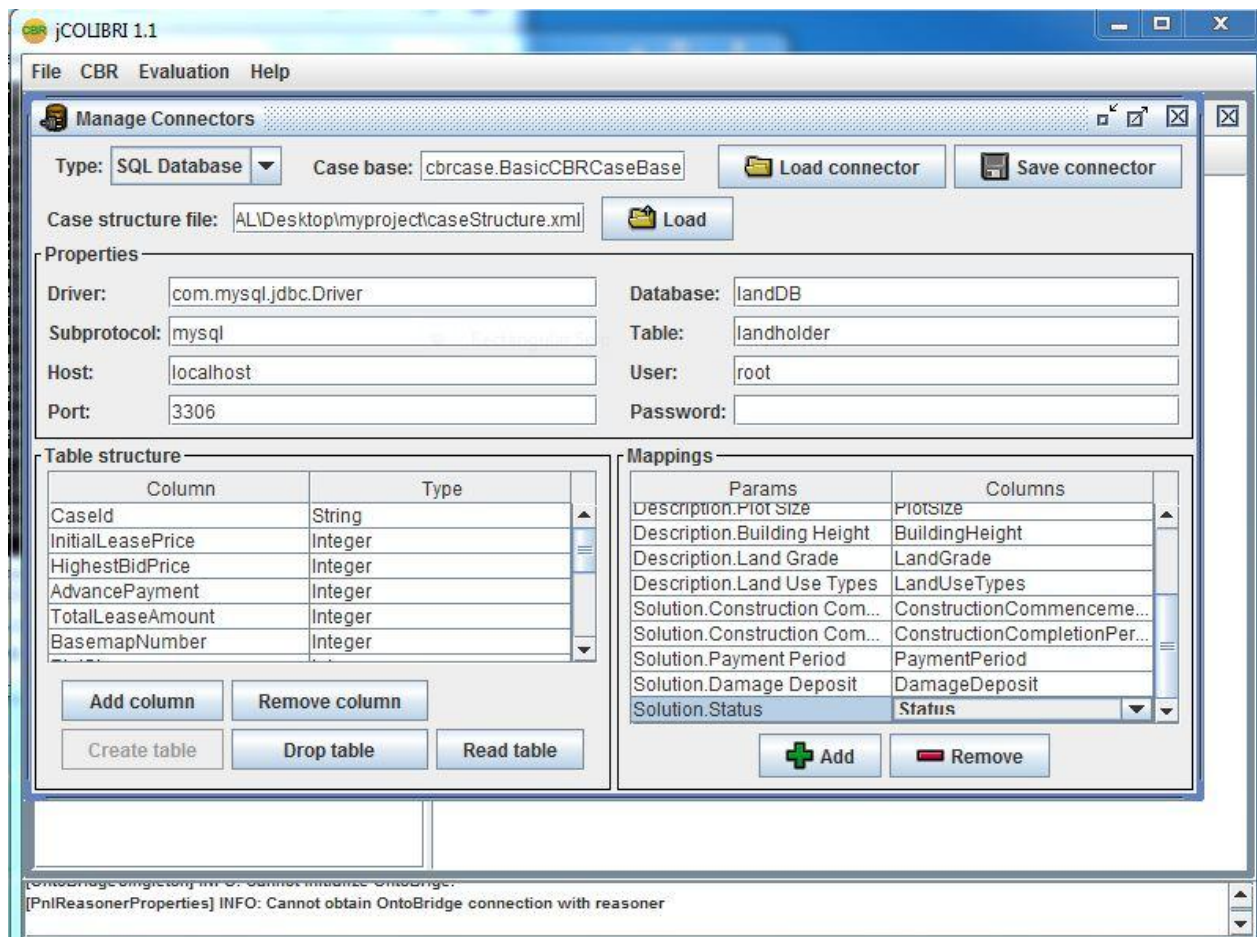 CBR jCOLIBRI 1.1
File CBR Evaluation Help
Manage Connectors
Type: SQL Database Case base: cbrcase.BasicCBRCaseBase Load connector Save connector
Case structure file: AL\Desktop\myproject\caseStructure.xml Load
Properties
Driver: com.mysql.jdbc.Driver Database: landDB
Subprotocol: mysql Table: landholder
Host: localhost User: root
Port: 3306 Password:
Table structure
Column Type
CaseId String
InitialLeasePrice Integer
HighestBidPrice Integer
AdvancePayment Integer
TotalLeaseAmount Integer
BasemapNumber Integer
Add column Remove column
Create table Drop table Read table
Mappings
Params Columns
Description.Plot Size PlotSize
Description.Building Height BuildingHeight
Description.Land Grade LandGrade
Description.Land Use Types LandUseTypes
Solution.Construction Com... ConstructionCommenceme...
Solution.Construction Com... ConstructionCompletionPer...
Solution.Payment Period PaymentPeriod
Solution.Damage Deposit DamageDeposit
Solution.Status Status
Add Remove
[OntoBridgeSingleton] INFO: Cannot initialize OntoBrige.
[PnlReasonerProperties] INFO: Cannot obtain OntoBridge connection with reasoner